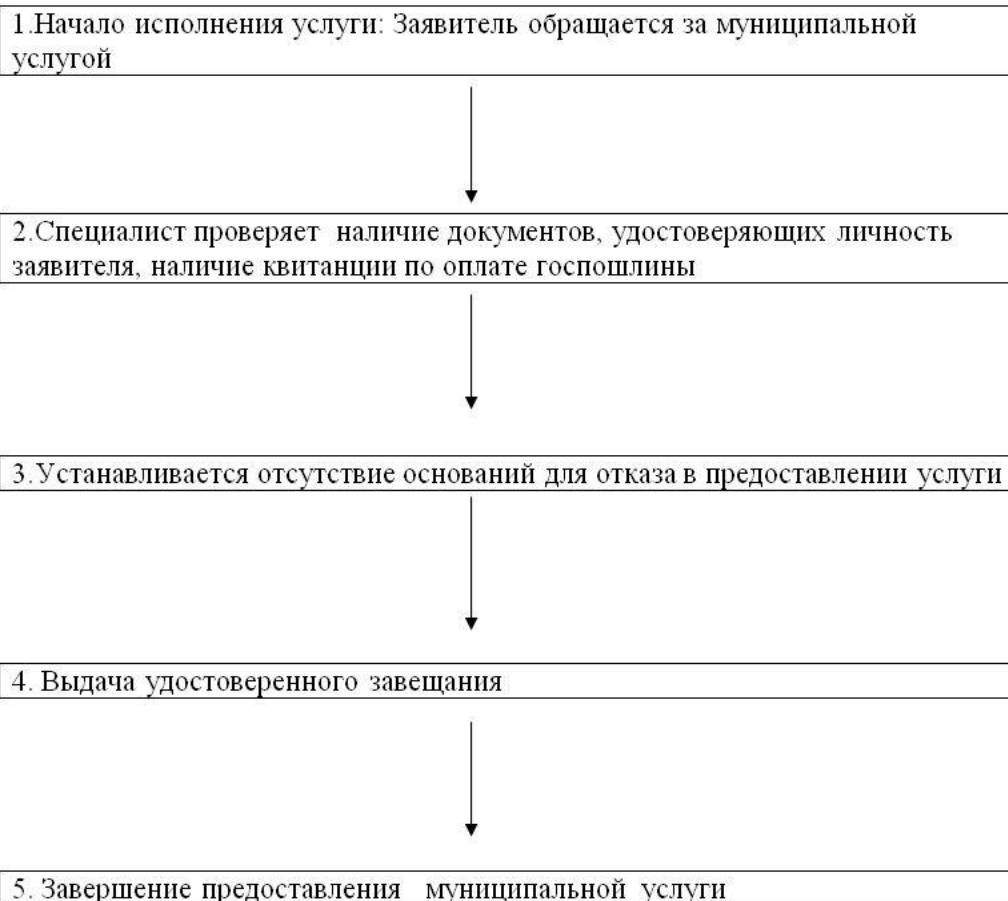 1.Начало исполнения услуги: Заявитель обращается за муниципальной
услугой
2.Специалист проверяет наличие документов, удостоверяющих личность
заявителя, наличие квитанции по оплате госпошлины
3.Устанавливается отсутствие оснований для отказа в предоставлении услуги
4. Выдача удостоверенного завещания
5. Завершение предоставления муниципальной услуги